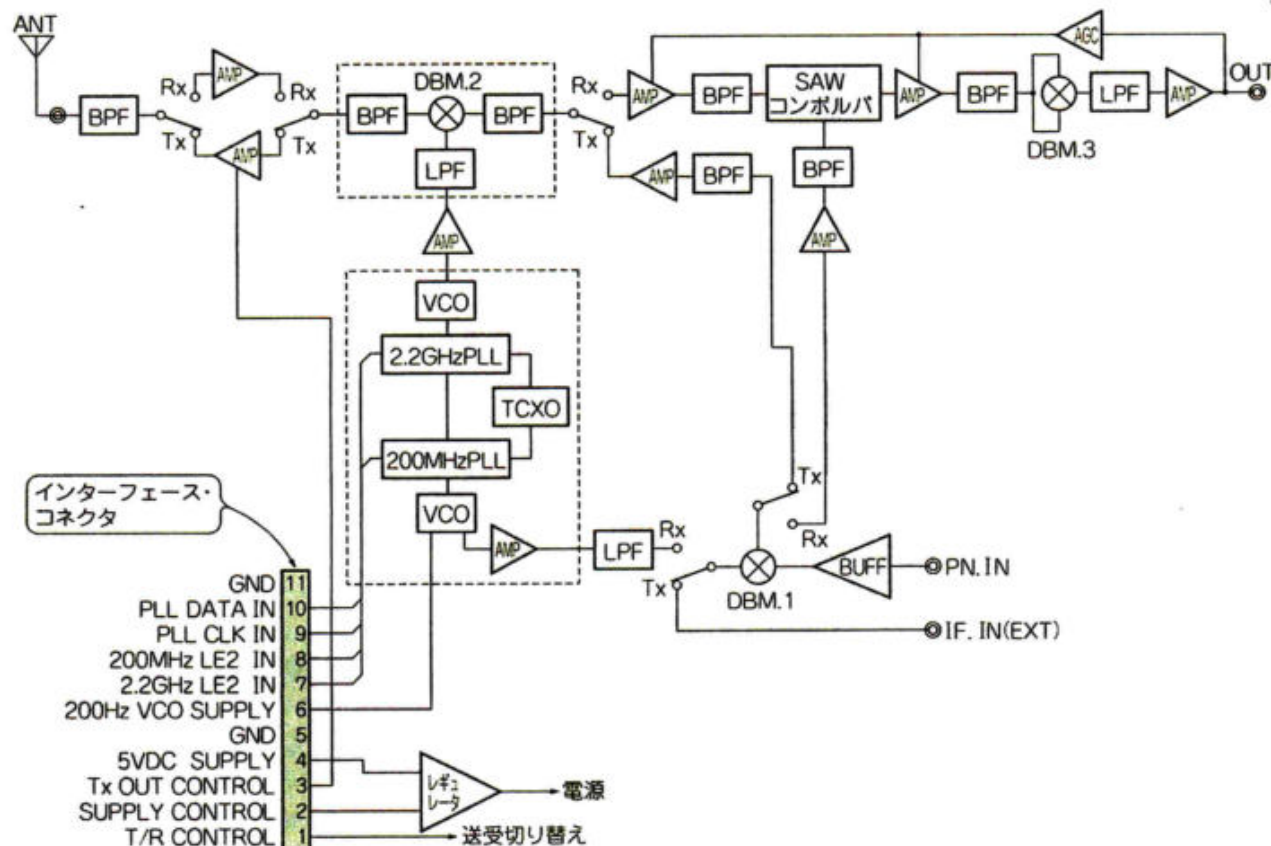 ANT
AMP
Rx
Rx
BPF
Tx
Tx
AMP
DBM.2
BPF
BPF
LPF
AMP
VCO
2.2GHzPLL
TCXO
200MHzPLL
VCO
AMP
LPF
Rx
Tx
Rx
Tx
AMP
BPF
SAW
コンボルバ
AMP
BPF
DBM.3
LPF
AMP
AGC
OUT
AMP
BPF
BPF
AMP
Tx
Rx
Rx
Tx
DBM.1
BUFF
PN.IN
IF. IN(EXT)
インターフェース・
コネクタ
GND 11
PLL DATA IN 10
PLL CLK IN 9
200MHz LE2 IN 8
2.2GHz LE2 IN 7
200Hz VCO SUPPLY 6
GND 5
5VDC SUPPLY 4
Tx OUT CONTROL 3
SUPPLY CONTROL 2
T/R CONTROL 1
レギュ
レータ
電源
送受切り替え